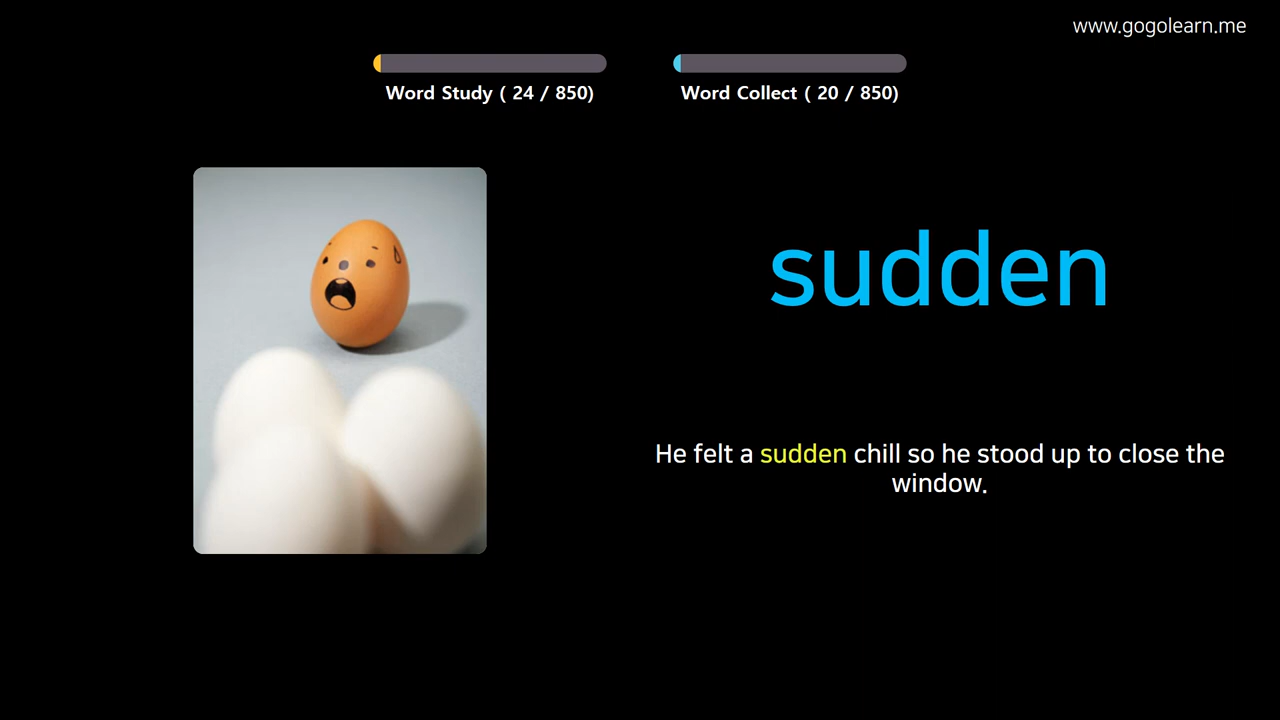 www.gogolearn.me
Word Study ( 24 / 850)
Word Collect ( 20 / 850)
sudden
He felt a sudden chill so he stood up to close the
window.